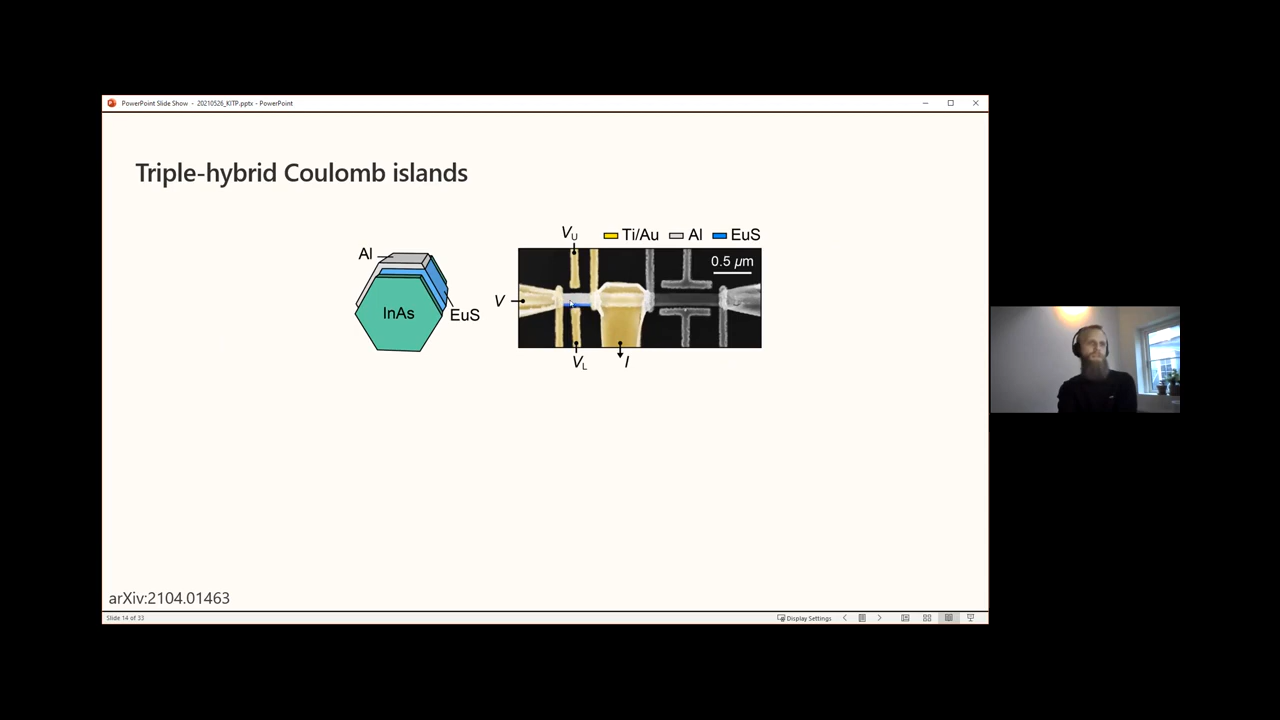 PowerPoint Slide Show - 20210526_KITP.pptx - PowerPoint
Triple-hybrid Coulomb islands
Al
InAs
EuS
V_U
Ti/Au
Al
EuS
0.5 µm
V
V_L
I
arXiv:2104.01463
Slide 14 of 33
Display Settings